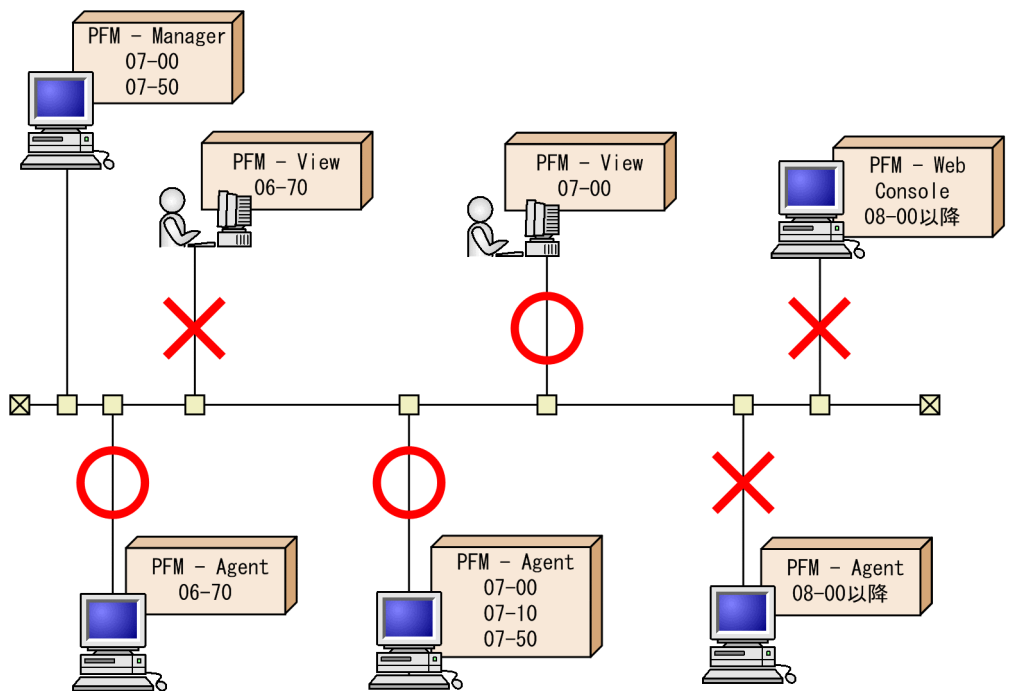 PFM - Manager
07-00
07-50
PFM - View
06-70
PFM - View
07-00
PFM - Web
Console
08-00以降
PFM - Agent
06-70
PFM - Agent
07-00
07-10
07-50
PFM - Agent
08-00以降